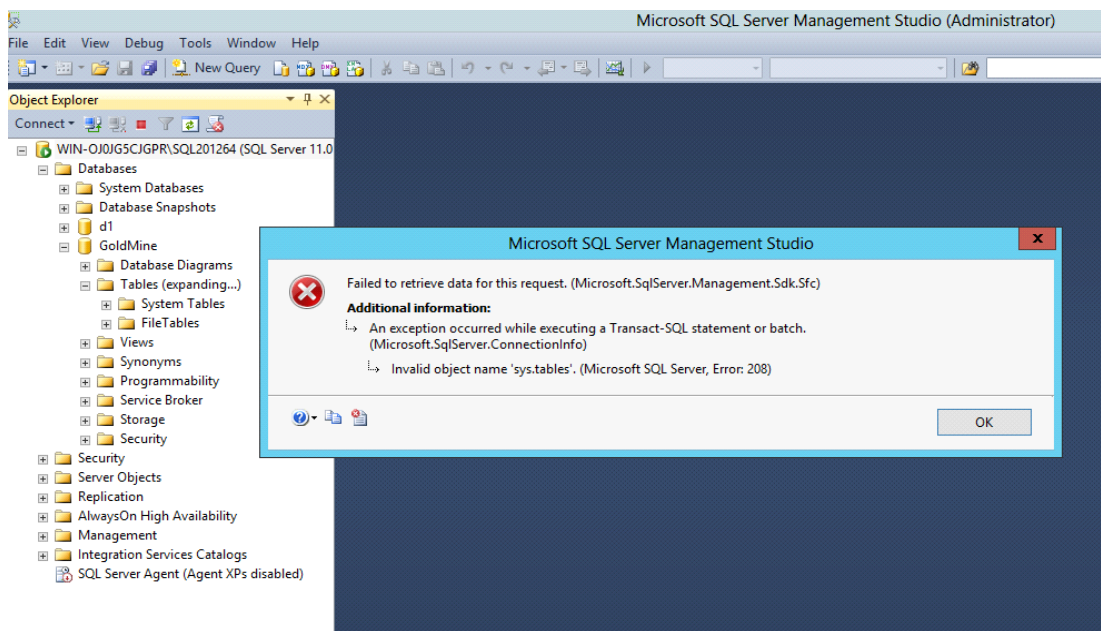 Microsoft SQL Server Management Studio (Administrator)
File Edit View Debug Tools Window Help
New Query
Object Explorer
Connect
WIN-OJ0JG5CJGPR\SQL201264 (SQL Server 11.0
Databases
System Databases
Database Snapshots
d1
GoldMine
Database Diagrams
Tables (expanding...)
System Tables
FileTables
Views
Synonyms
Programmability
Service Broker
Storage
Security
Security
Server Objects
Replication
AlwaysOn High Availability
Management
Integration Services Catalogs
SQL Server Agent (Agent XPs disabled)
Microsoft SQL Server Management Studio
x
Failed to retrieve data for this request. (Microsoft.SqlServer.Management.Sdk.Sfc)
Additional information:
An exception occurred while executing a Transact-SQL statement or batch.
(Microsoft.SqlServer.ConnectionInfo)
Invalid object name 'sys.tables'. (Microsoft SQL Server, Error: 208)
OK